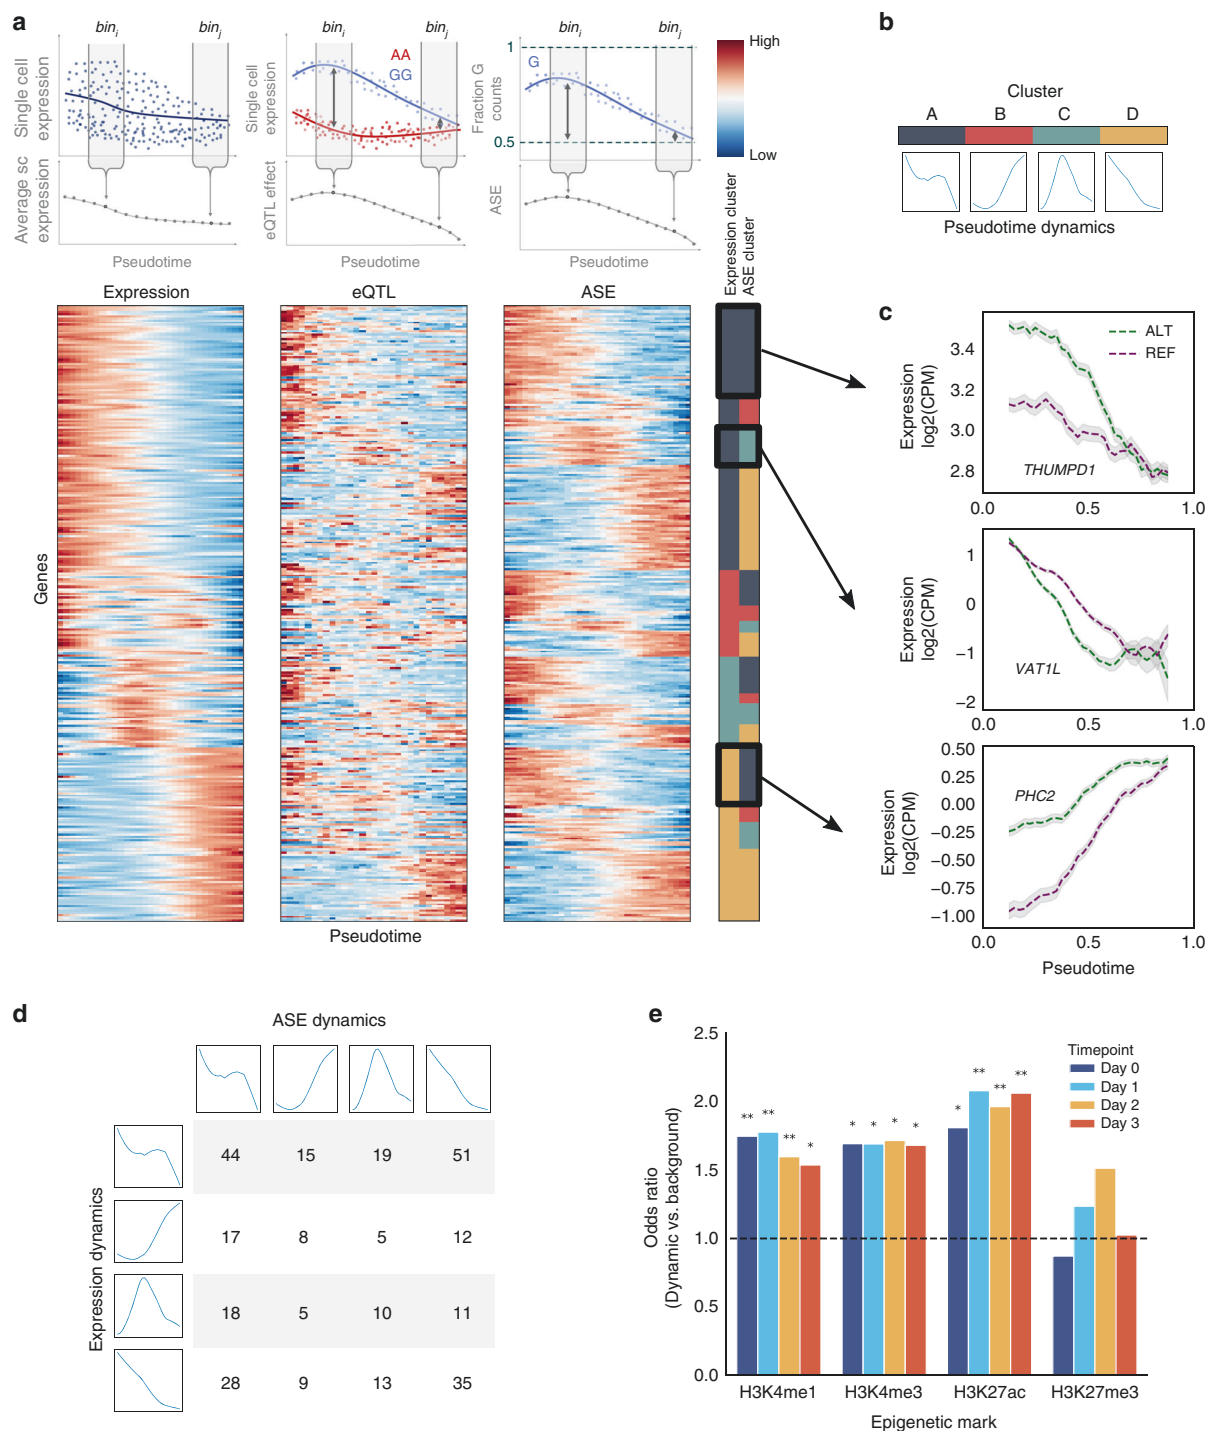 a
bin_i
bin_j
bin_i
bin_j
bin_i
bin_j
Single cell
expression
Average sc
expression
Pseudotime
AA
GG
Single cell
expression
eQTL effect
Pseudotime
1
G
0.5
Fraction G
counts
ASE
Pseudotime
High
Low
Expression cluster
ASE cluster
Expression
eQTL
ASE
Genes
Pseudotime
b
Cluster
A
B
C
D
Pseudotime dynamics
c
ALT
REF
3.4
3.2
3.0
2.8
Expression
log2(CPM)
THUMPD1
0
0.5
1.0
1
0
−1
−2
Expression
log2(CPM)
VAT1L
0.0
0.5
1.0
0.50
0.25
0.00
−0.25
−0.50
−0.75
−1.00
Expression
log2(CPM)
PHC2
0.0
0.5
1.0
Pseudotime
d
ASE dynamics
Expression dynamics
44 15 19 51
17 8 5 12
18 5 10 11
28 9 13 35
e
2.5
2.0
1.5
1.0
0.5
0.0
Odds ratio
(Dynamic vs. background)
Timepoint
Day 0
Day 1
Day 2
Day 3
** ** ** *
* * * *
* ** ** **
H3K4me1
H3K4me3
H3K27ac
H3K27me3
Epigenetic mark